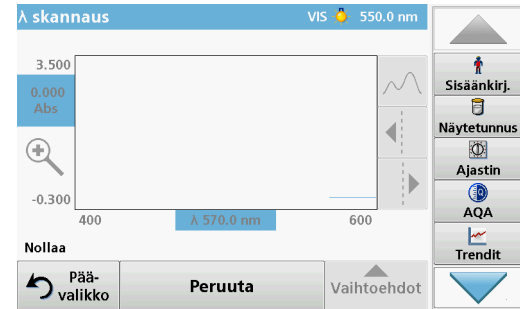 λ skannaus VIS 550.0 nm
3.500
0.000
Abs
-0.300
400 λ 570.0 nm 600
Nollaa
Pää-
valikko
Peruuta
Vaihtoehdot
Sisäänkirj.
Näytetunnus
Ajastin
AQA
Trendit